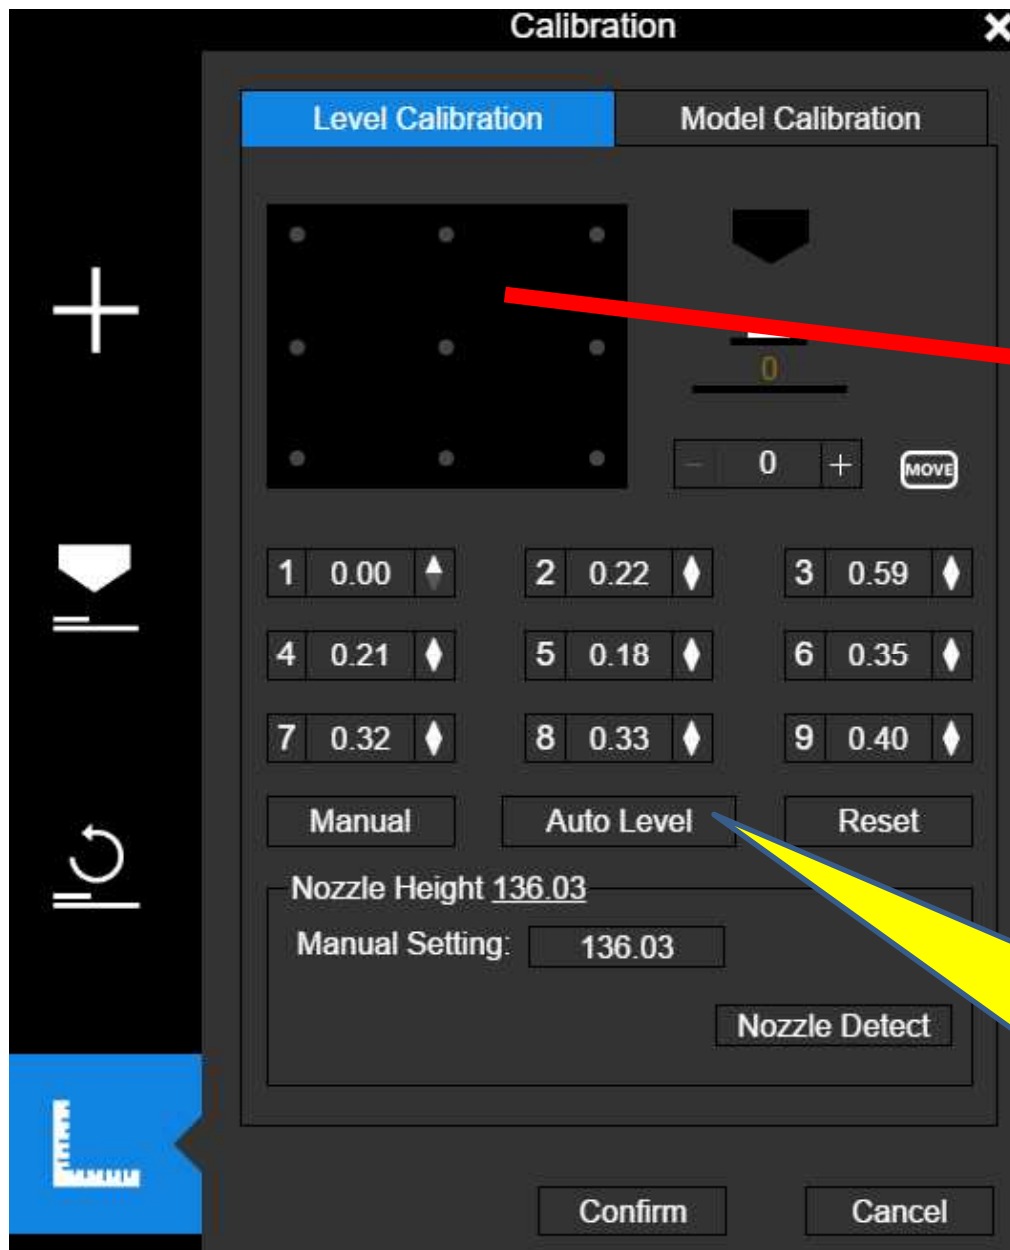 Calibration
Level Calibration Model Calibration
0
0 +
MOVE
1 0.00 2 0.22 3 0.59
4 0.21 5 0.18 6 0.35
7 0.32 8 0.33 9 0.40
Manual Auto Level Reset
Nozzle Height 136.03
Manual Setting: 136.03
Nozzle Detect
Confirm Cancel